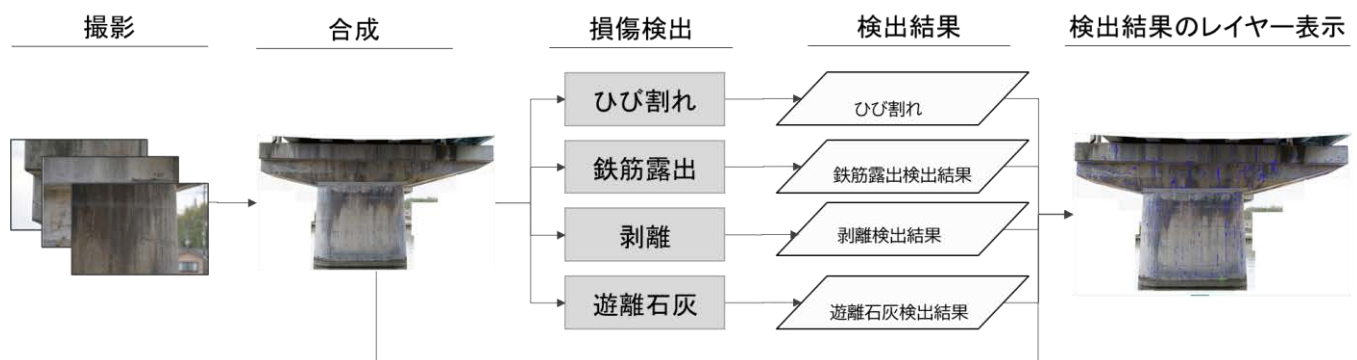 撮影
合成
損傷検出
検出結果
検出結果のレイヤー表示
ひび割れ
ひび割れ
鉄筋露出
鉄筋露出検出結果
剥離
剥離検出結果
遊離石灰
遊離石灰検出結果